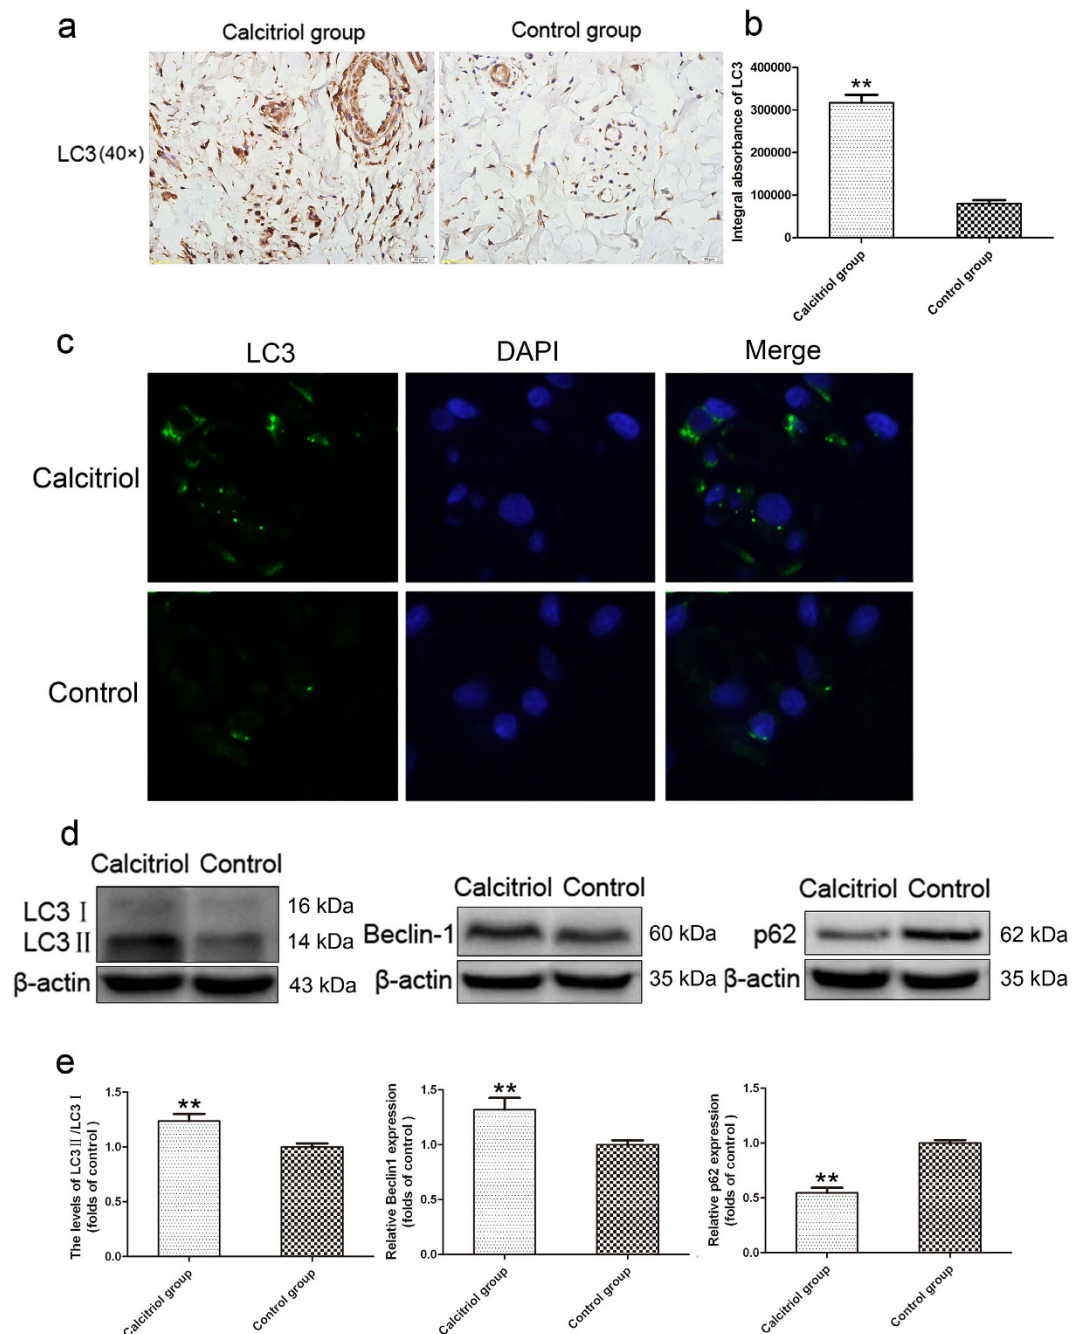 a
Calcitriol group
Control group
LC3(40×)
b
Integral absorbance of LC3
400000
300000
200000
100000
0
**
Calcitriol group
Control group
c
LC3
DAPI
Merge
Calcitriol
Control
d
Calcitriol Control
LC3 Ⅰ
16 kDa
LC3 Ⅱ
14 kDa
β-actin
43 kDa
Calcitriol Control
Beclin-1
60 kDa
β-actin
35 kDa
Calcitriol Control
p62
62 kDa
β-actin
35 kDa
e
The levels of LC3Ⅱ/LC3Ⅰ
(folds of control )
1.5
1.0
0.5
0.0
**
Calcitriol group
Control group
Relative Beclin1 expression
(folds of control )
1.5
1.0
0.5
0.0
**
Calcitriol group
Control group
Relative p62 expression
(folds of control )
1.5
1.0
0.5
0.0
**
Calcitriol group
Control group